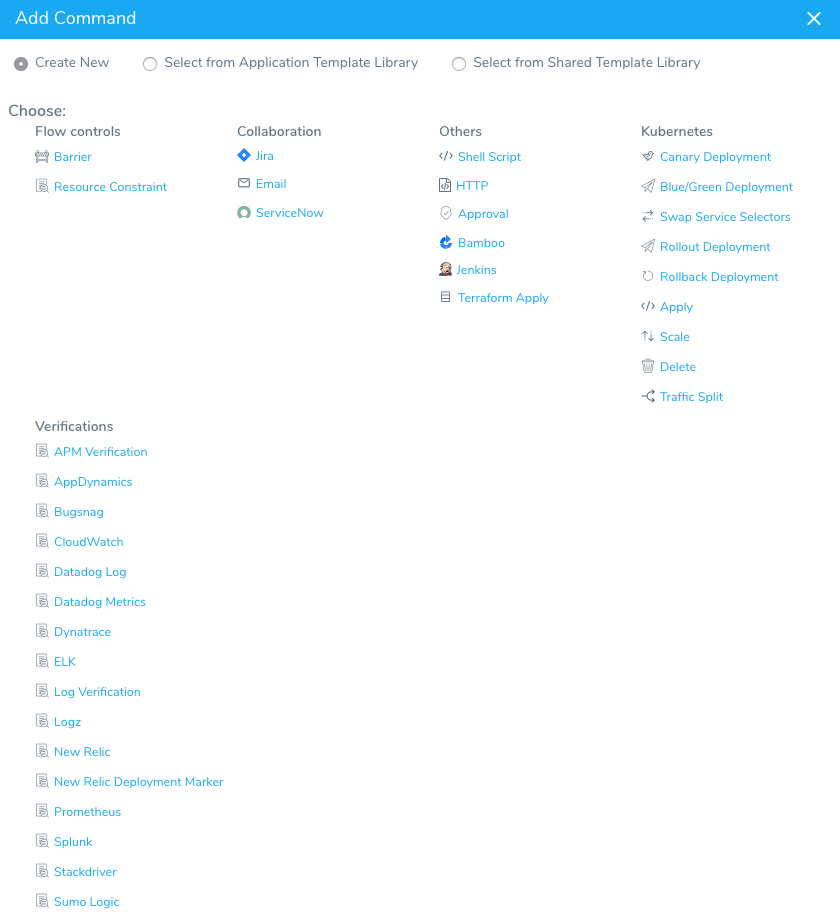 Add Command
Create New
Select from Application Template Library
Select from Shared Template Library
Choose:
Flow controls
Barrier
Resource Constraint
Collaboration
Jira
Email
ServiceNow
Others
Shell Script
HTTP
Approval
Bamboo
Jenkins
Terraform Apply
Kubernetes
Canary Deployment
Blue/Green Deployment
Swap Service Selectors
Rollout Deployment
Rollback Deployment
Apply
Scale
Delete
Traffic Split
Verifications
APM Verification
AppDynamics
Bugsnag
CloudWatch
Datadog Log
Datadog Metrics
Dynatrace
ELK
Log Verification
Logz
New Relic
New Relic Deployment Marker
Prometheus
Splunk
Stackdriver
Sumo Logic